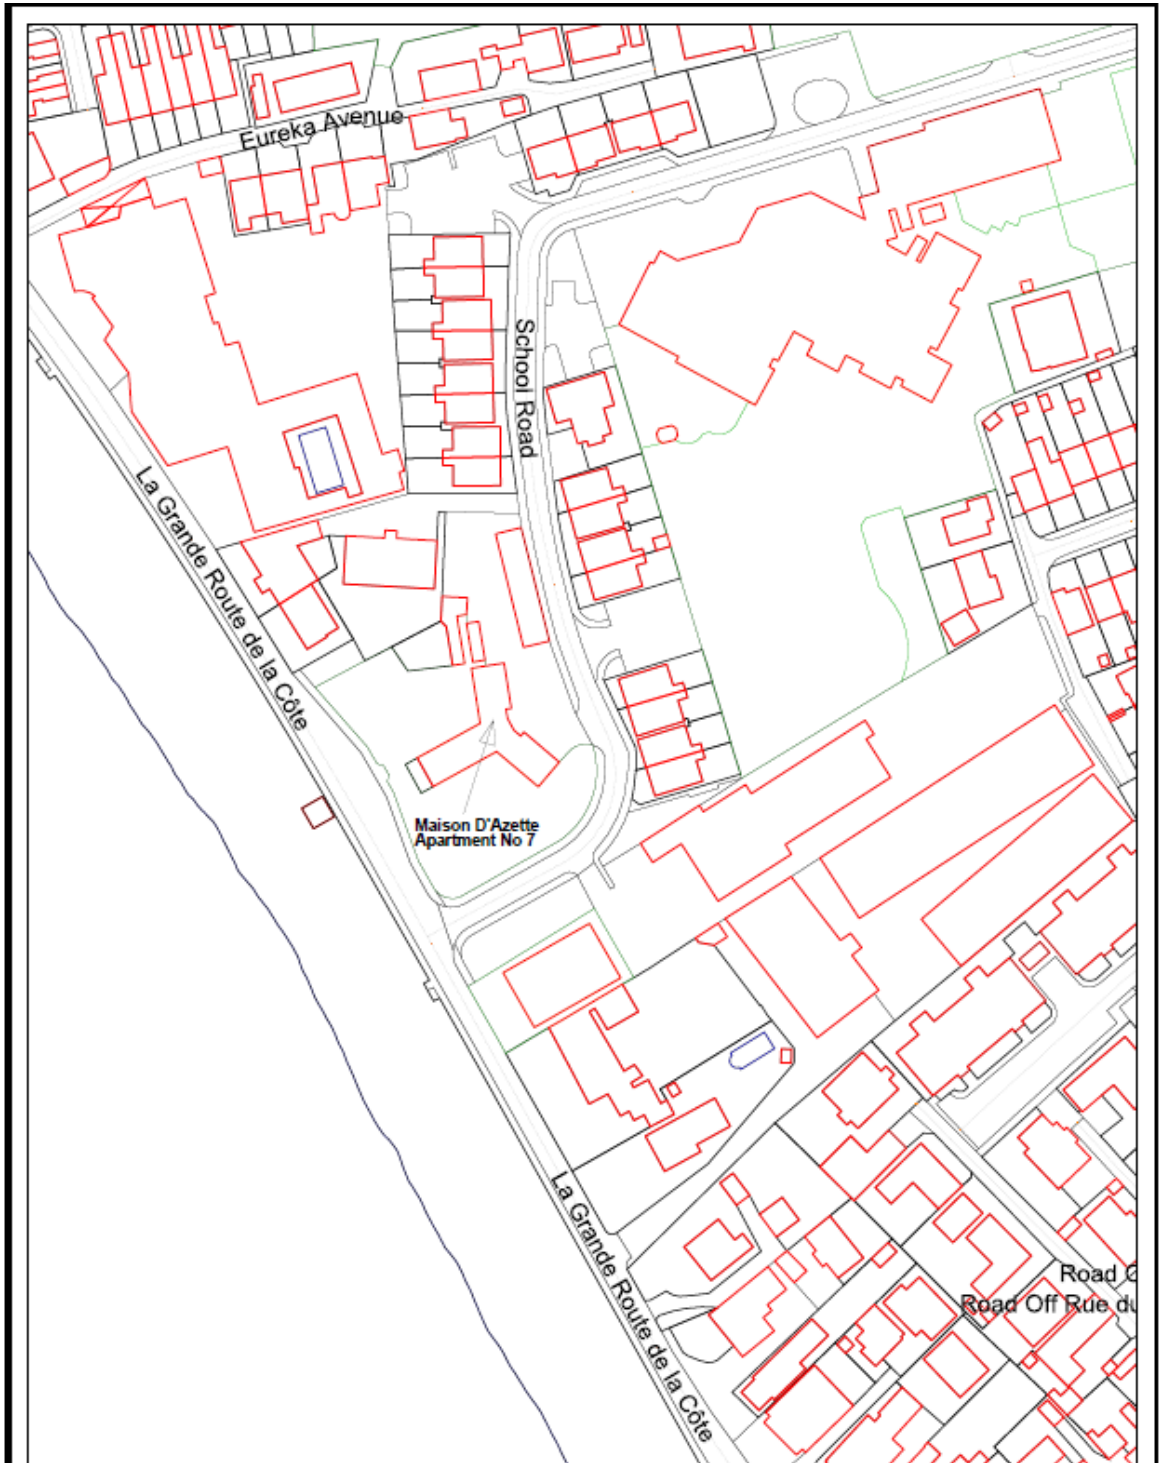 Eureka Avenue
School Road
La Grande Route de la Côte
Maison D'Azette
Apartment No 7
La Grande Route de la Côte
Road
Road Off Rue du